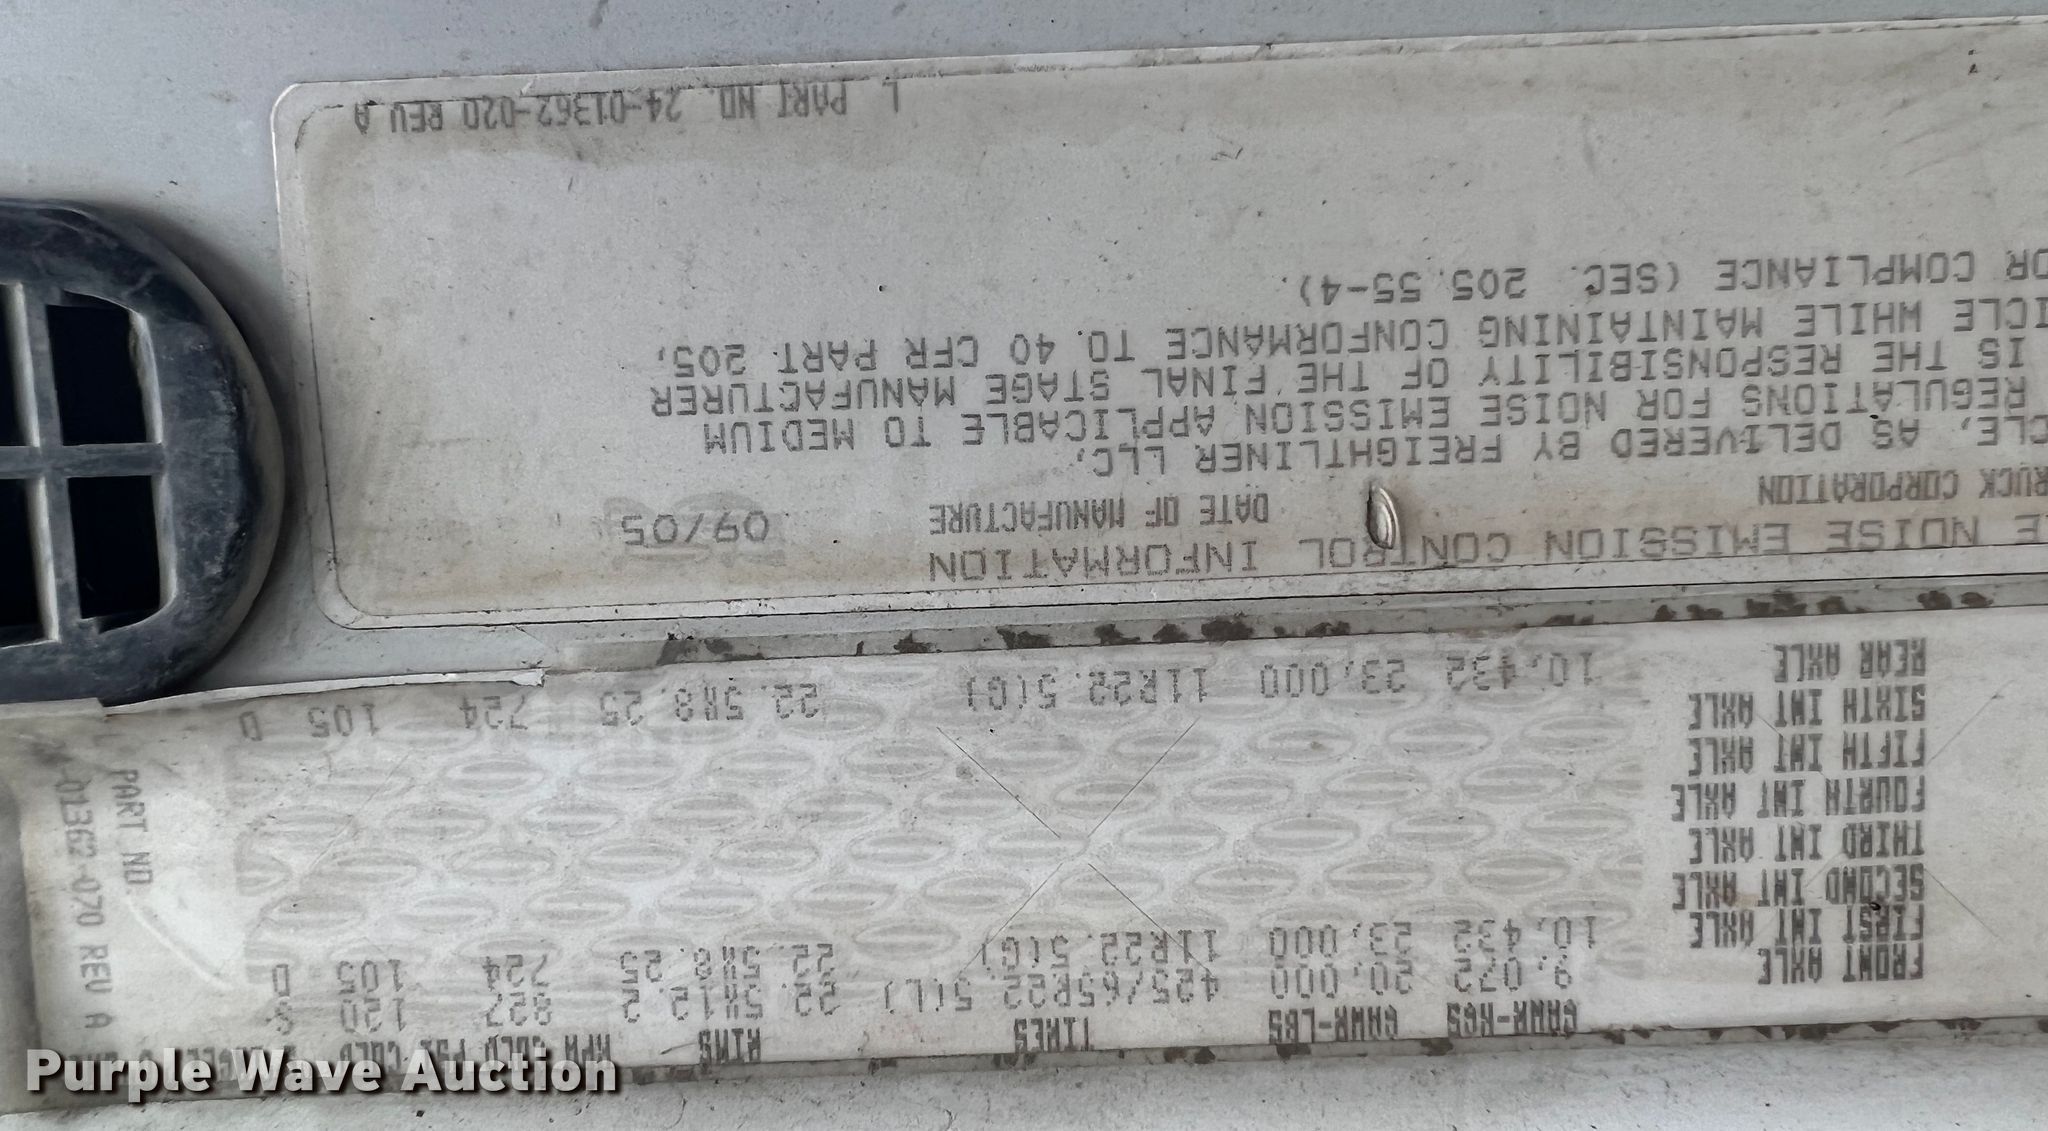 GAWR-KGS GAWR-LBS TIRES RIMS KPA COLD PSI COLD
FRONT AXLE 9,072 20,000 425/65R22.5(L) 22.5X12.2 827 120 S
FIRST INT AXLE 10,432 23,000 11R22.5(G) 22.5X8.25 724 105 D
SECOND INT AXLE
THIRD INT AXLE
FOURTH INT AXLE
FIFTH INT AXLE
SIXTH INT AXLE
REAR AXLE 10,432 23,000 11R22.5(G) 22.5X8.25 724 105 D
PART NO.
-01362-070 REV A
E NOISE EMISSION CONTROL INFORMATION
RUCK CORPORATION DATE OF MANUFACTURE 09/05
CLE, AS DELIVERED BY FREIGHTLINER LLC,
REGULATIONS FOR NOISE EMISSION APPLICABLE TO MEDIUM
IS THE RESPONSIBILITY OF THE FINAL STAGE MANUFACTURER
ICLE WHILE MAINTAINING CONFORMANCE TO 40 CFR PART 205,
OR COMPLIANCE (SEC. 205.55-4).
L PART NO. 24-01362-020 REV A
Purple Wave Auction